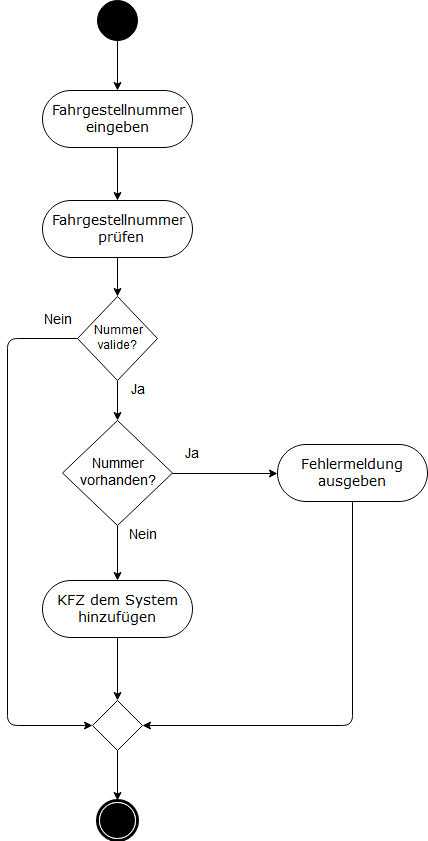 Fahrgestellnummer
eingeben
Fahrgestellnummer
prüfen
Nein
Nummer
valide?
Ja
Nummer
vorhanden?
Ja
Fehlermeldung
ausgeben
Nein
KFZ dem System
hinzufügen